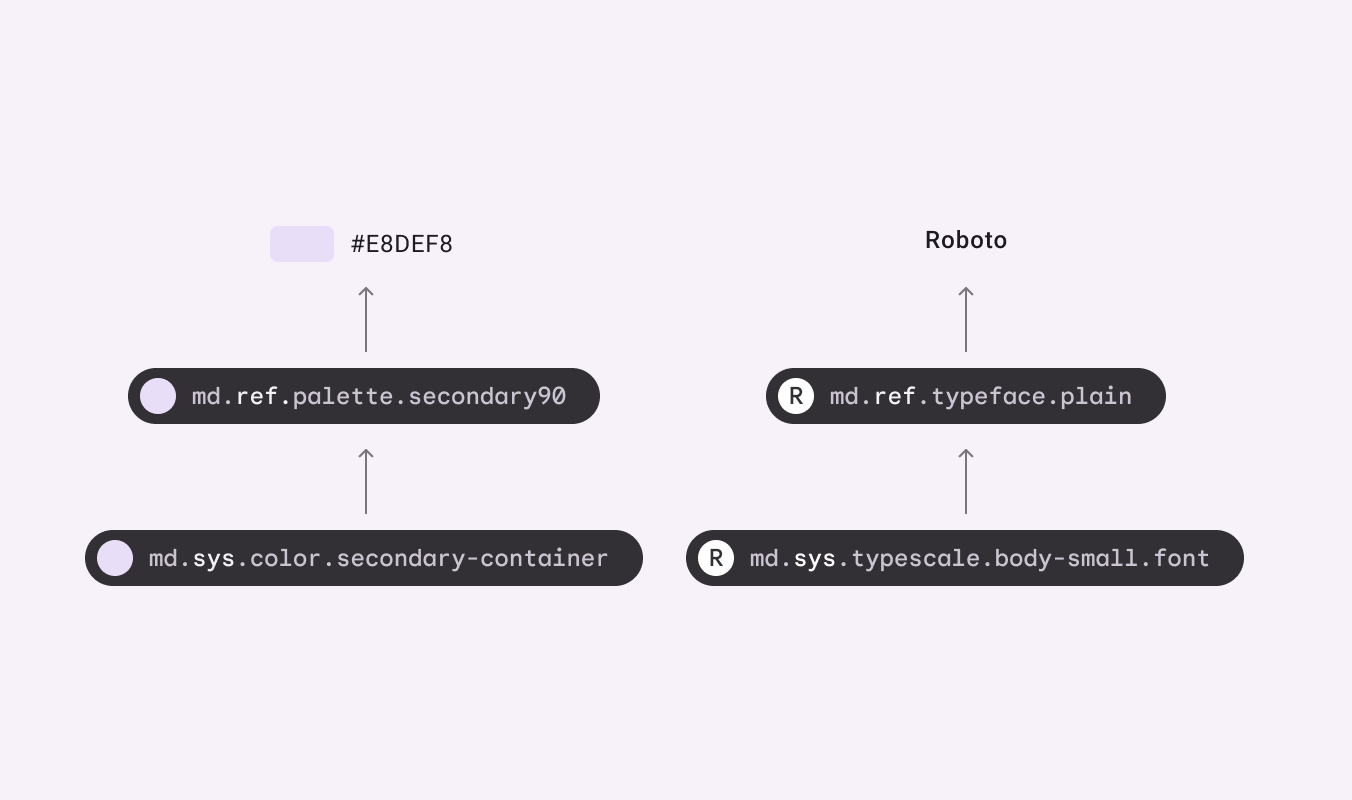 #E8DEF8
md.ref.palette.secondary90
md.sys.color.secondary-container
Roboto
R md.ref.typeface.plain
R md.sys.typescale.body-small.font